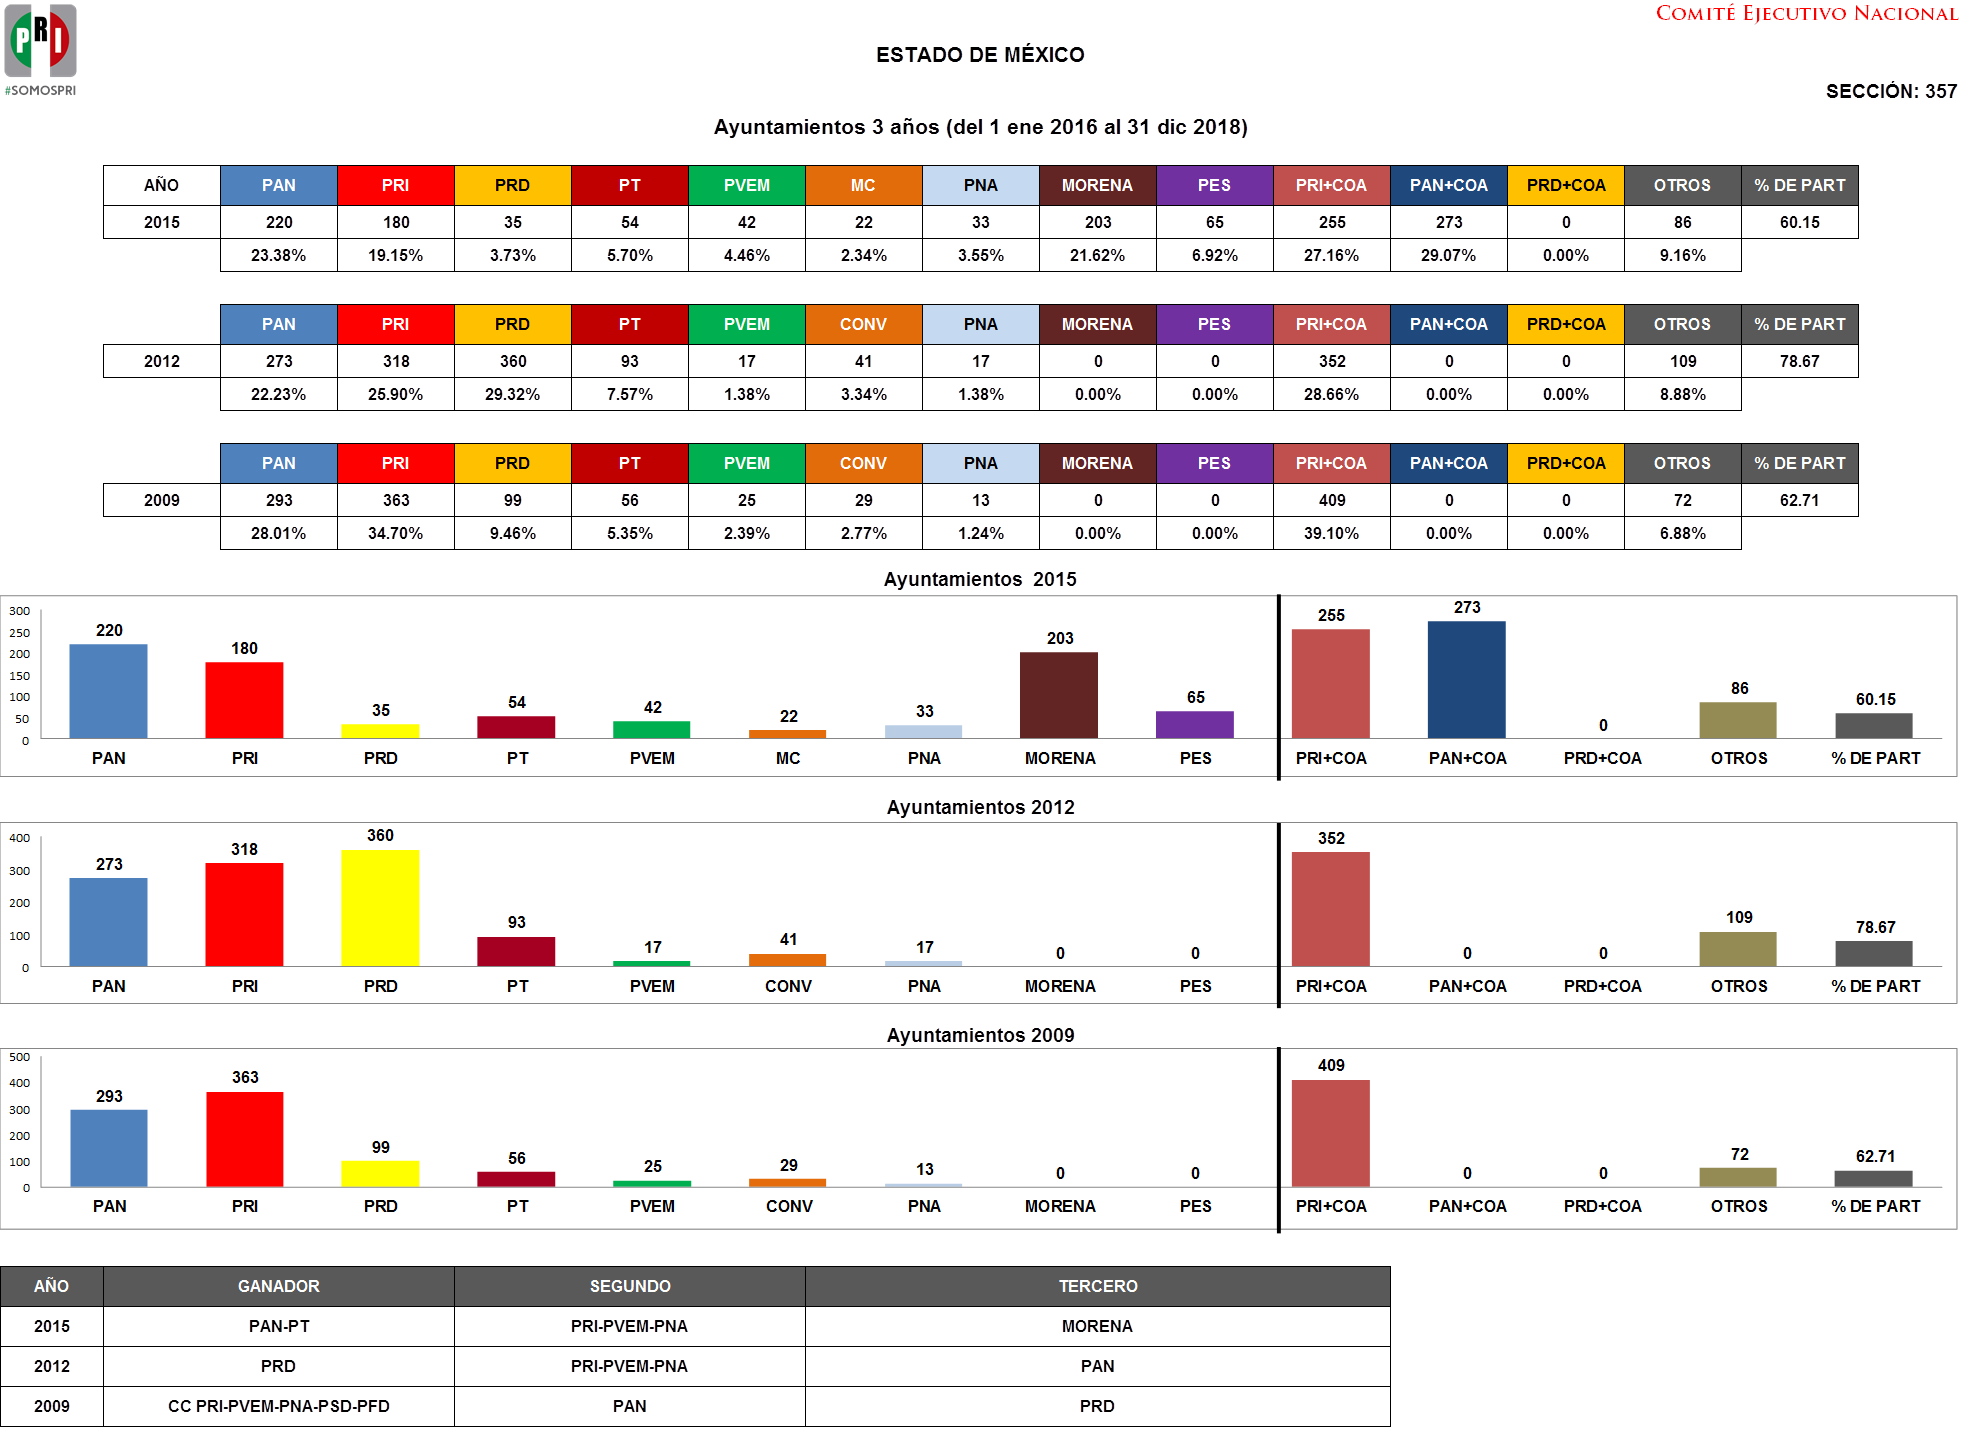 PRI
#SOMOSPRI
COMITÉ EJECUTIVO NACIONAL
ESTADO DE MÉXICO
SECCIÓN: 357
Ayuntamientos 3 años (del 1 ene 2016 al 31 dic 2018)
AÑO PAN PRI PRD PT PVEM MC PNA MORENA PES PRI+COA PAN+COA PRD+COA OTROS % DE PART
2015 220 180 35 54 42 22 33 203 65 255 273 0 86 60.15
23.38% 19.15% 3.73% 5.70% 4.46% 2.34% 3.55% 21.62% 6.92% 27.16% 29.07% 0.00% 9.16%
PAN PRI PRD PT PVEM CONV PNA MORENA PES PRI+COA PAN+COA PRD+COA OTROS % DE PART
2012 273 318 360 93 17 41 17 0 0 352 0 0 109 78.67
22.23% 25.90% 29.32% 7.57% 1.38% 3.34% 1.38% 0.00% 0.00% 28.66% 0.00% 0.00% 8.88%
PAN PRI PRD PT PVEM CONV PNA MORENA PES PRI+COA PAN+COA PRD+COA OTROS % DE PART
2009 293 363 99 56 25 29 13 0 0 409 0 0 72 62.71
28.01% 34.70% 9.46% 5.35% 2.39% 2.77% 1.24% 0.00% 0.00% 39.10% 0.00% 0.00% 6.88%
Ayuntamientos 2015
300
250
200
150
100
50
0
220 180 35 54 42 22 33 203 65 255 273 0 86 60.15
PAN PRI PRD PT PVEM MC PNA MORENA PES PRI+COA PAN+COA PRD+COA OTROS % DE PART
Ayuntamientos 2012
400
300
200
100
0
273 318 360 93 17 41 17 0 0 352 0 0 109 78.67
PAN PRI PRD PT PVEM CONV PNA MORENA PES PRI+COA PAN+COA PRD+COA OTROS % DE PART
Ayuntamientos 2009
500
400
300
200
100
0
293 363 99 56 25 29 13 0 0 409 0 0 72 62.71
PAN PRI PRD PT PVEM CONV PNA MORENA PES PRI+COA PAN+COA PRD+COA OTROS % DE PART
AÑO GANADOR SEGUNDO TERCERO
2015 PAN-PT PRI-PVEM-PNA MORENA
2012 PRD PRI-PVEM-PNA PAN
2009 CC PRI-PVEM-PNA-PSD-PFD PAN PRD